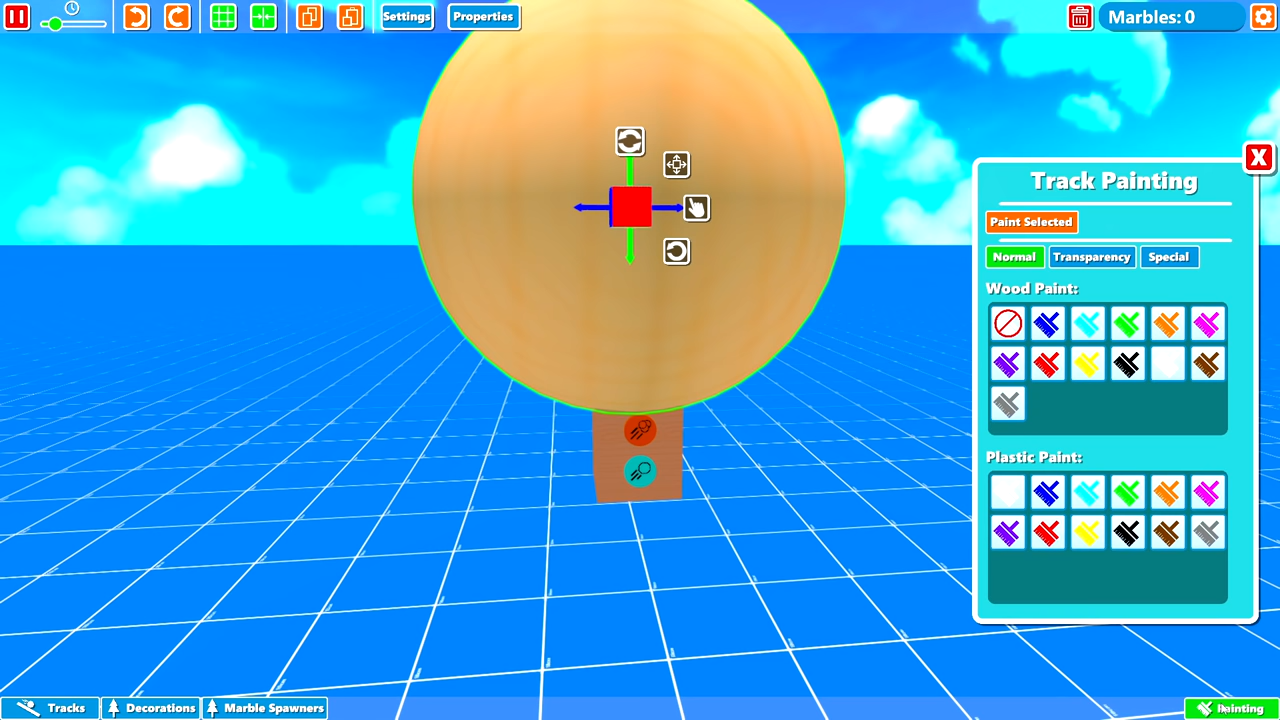 Settings
Properties
Marbles: 0
X
Track Painting
Paint Selected
Normal
Transparency
Special
Wood Paint:
Plastic Paint:
Tracks
Decorations
Marble Spawners
Painting